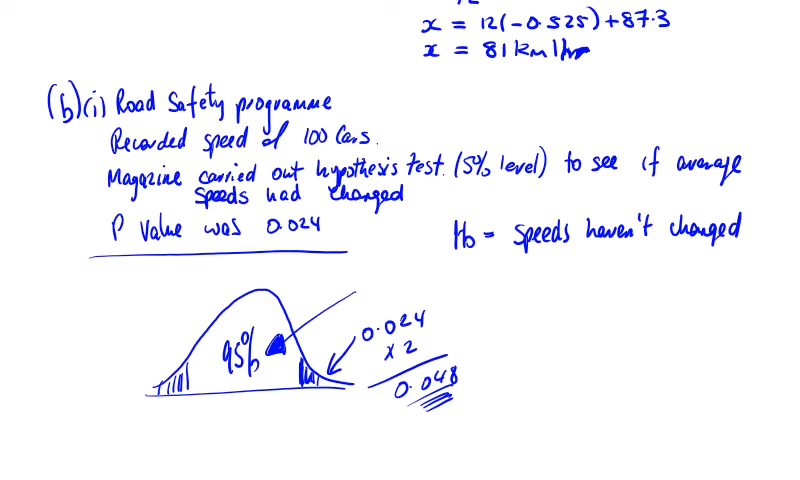 x = 12(-0.525)+87.3
x = 81 km/hr
(b)(i) Road Safety programme
Recorded speed of 100 Cars.
Magazine carried out hypothesis test. (5% level) to see if average
speeds had changed
P Value was 0.024
H₀ = Speeds haven't changed
95%
0.024
x 2
0.048